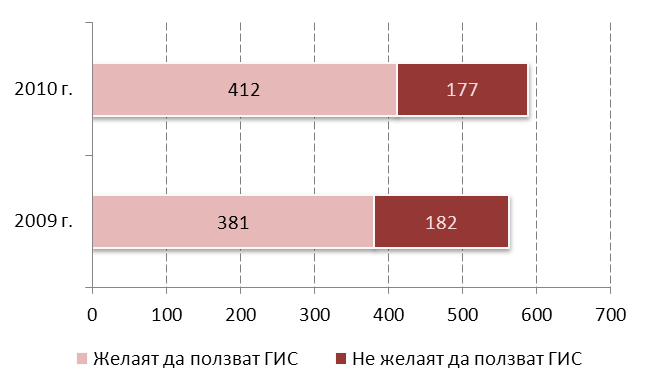 2010 г.
412
177
2009 г.
381
182
0 100 200 300 400 500 600 700
Желаят да ползват ГИС Не желаят да ползват ГИС